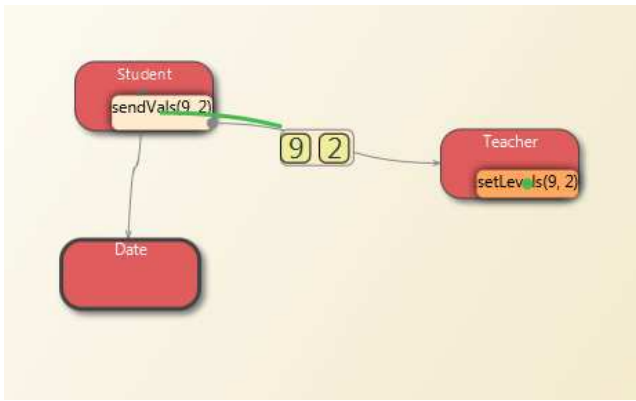 Student
sendVals(9, 2)
9 2
Teacher
setLevels(9, 2)
Date